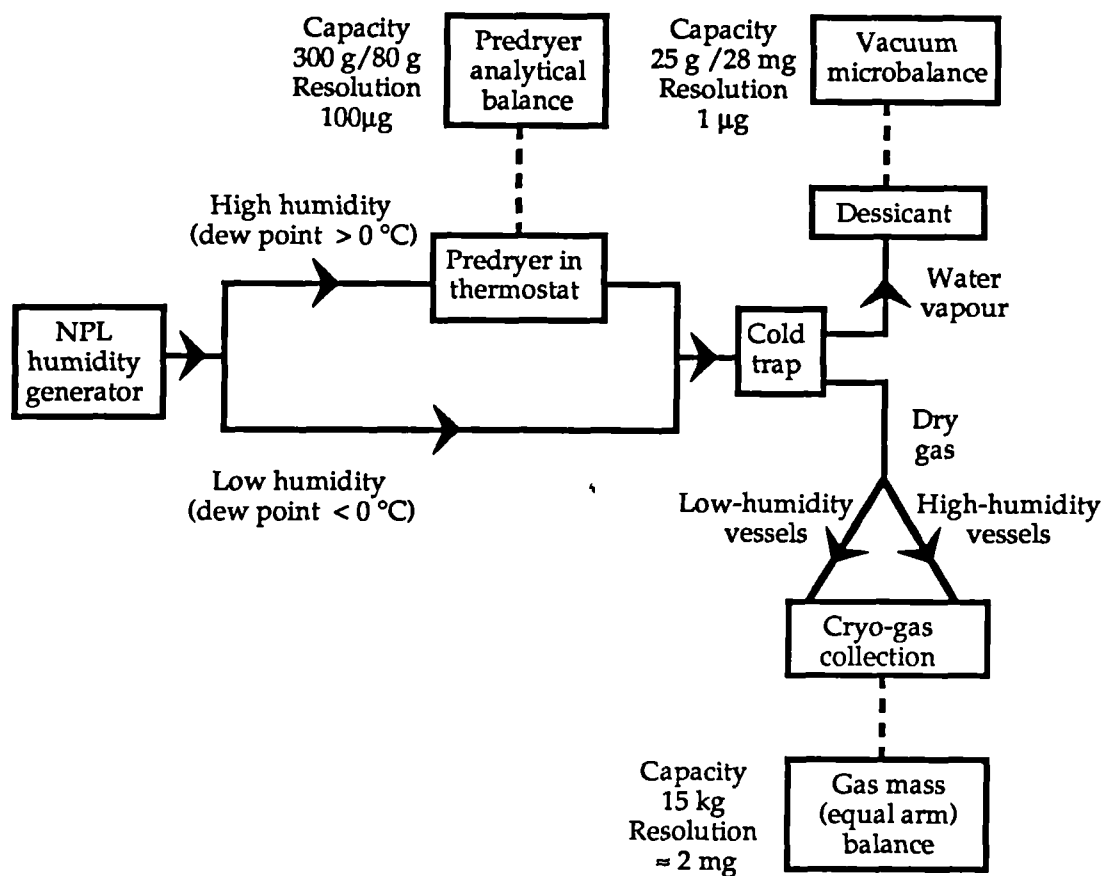 Capacity
300 g/80 g
Resolution
100µg
Predryer
analytical
balance
Capacity
25 g /28 mg
Resolution
1 µg
Vacuum
microbalance
High humidity
(dew point > 0 °C)
Predryer in
thermostat
Dessicant
Water
vapour
NPL
humidity
generator
Cold
trap
Low humidity
(dew point < 0 °C)
Dry
gas
Low-humidity
vessels
High-humidity
vessels
Cryo-gas
collection
Capacity
15 kg
Resolution
≈ 2 mg
Gas mass
(equal arm)
balance